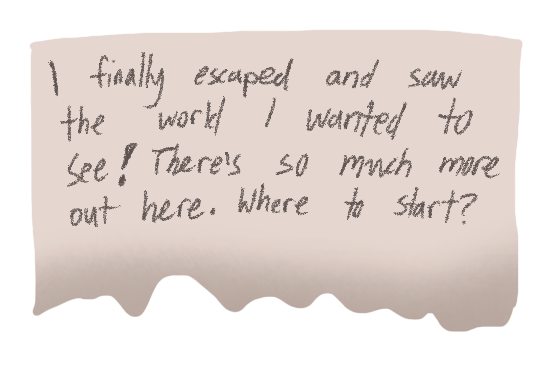 I finally escaped and saw
the world I wanted to
see! There's so much more
out here. Where to start?